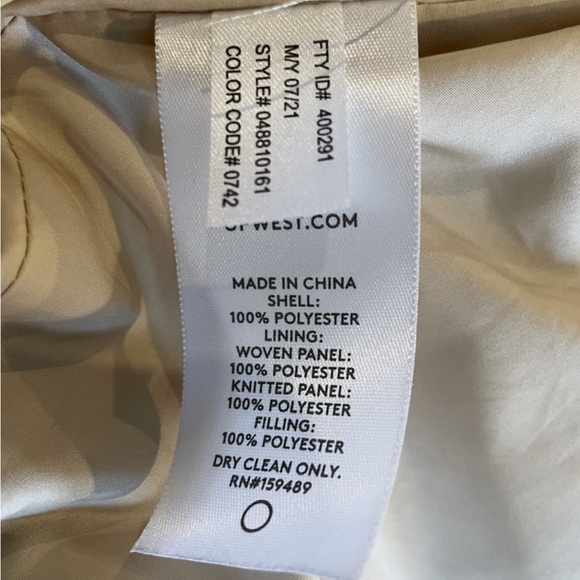 FTY ID# 400291
M/Y 07/21
STYLE# 048810161
COLOR CODE# 0742
UPWEST.COM
MADE IN CHINA
SHELL:
100% POLYESTER
LINING:
WOVEN PANEL:
100% POLYESTER
KNITTED PANEL:
100% POLYESTER
FILLING:
100% POLYESTER
DRY CLEAN ONLY.
RN#159489